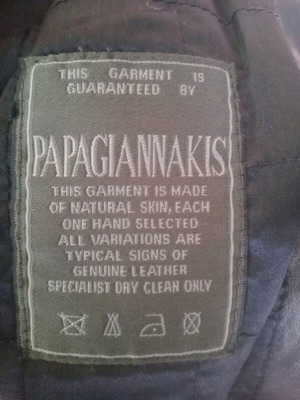 THIS GARMENT IS
GUARANTEED BY
PAPAGIANNAKIS
THIS GARMENT IS MADE
OF NATURAL SKIN, EACH
ONE HAND SELECTED
ALL VARIATIONS ARE
TYPICAL SIGNS OF
GENUINE LEATHER
SPECIALIST DRY CLEAN ONLY